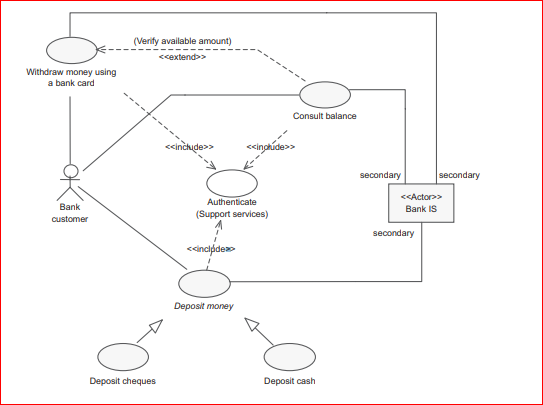 (Verify available amount)
<<extend>>
Withdraw money using
a bank card
Consult balance
<<include>>
<<include>>
secondary
secondary
<<Actor>>
Bank IS
Bank
customer
Authenticate
(Support services)
secondary
<<include>>
Deposit money
Deposit cheques
Deposit cash